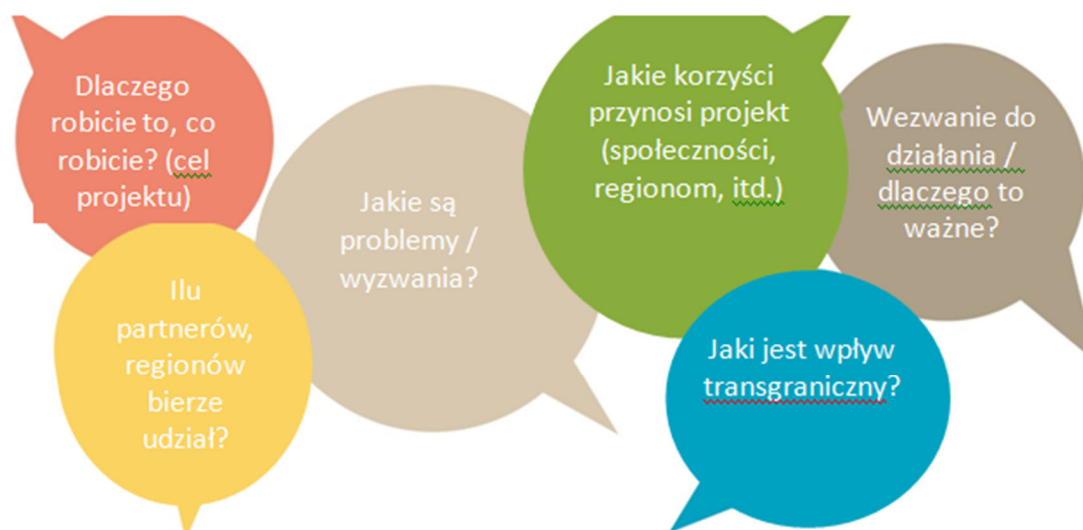 Dlaczego
robicie to, co
robicie? (cel
projektu)
Ilu
partnerów,
regionów
bierze
udział?
Jakie są
problemy /
wyzwania?
Jakie korzyści
przynosi projekt
(społeczności,
regionom, itd.)
Jaki jest wpływ
transgraniczny?
Wezwanie do
działania /
dlaczego to
ważne?